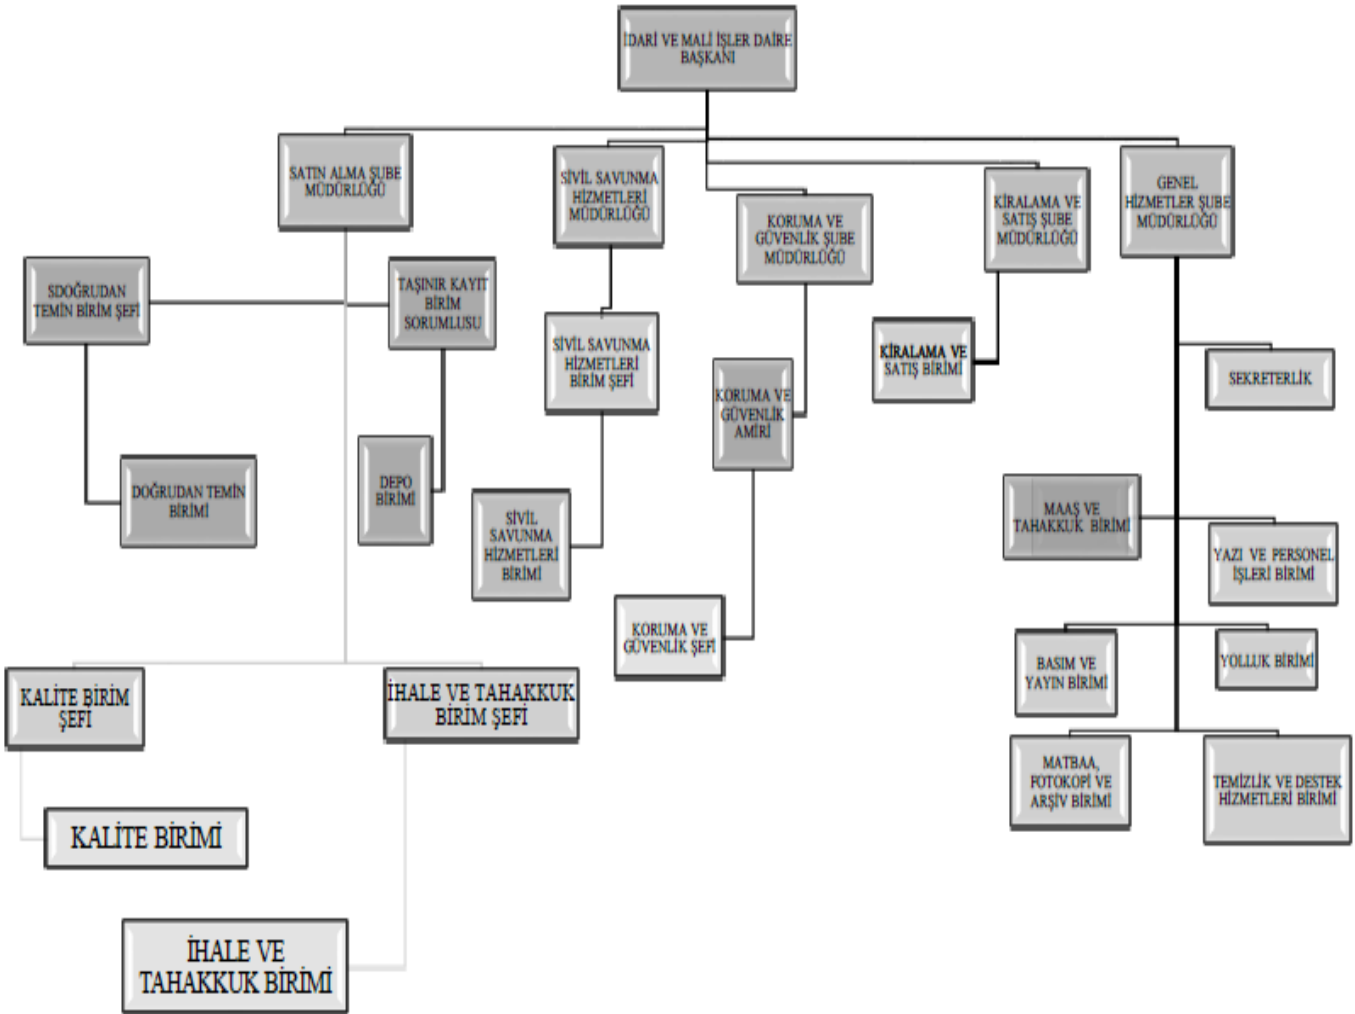 İDARİ VE MALİ İŞLER DAİRE
BAŞKANI
SATIN ALMA ŞUBE
MÜDÜRLÜĞÜ
SİVİL SAVUNMA
HİZMETLERİ
MÜDÜRLÜĞÜ
KORUMA VE
GÜVENLİK ŞUBE
MÜDÜRLÜĞÜ
KİRALAMA VE
SATIŞ ŞUBE
MÜDÜRLÜĞÜ
GENEL
HİZMETLER ŞUBE
MÜDÜRLÜĞÜ
SDOĞRUDAN
TEMİN BİRİM ŞEFİ
TAŞINIR KAYIT
BİRİM
SORUMLUSU
SİVİL SAVUNMA
HİZMETLERİ
BİRİM ŞEFİ
KİRALAMA VE
SATIŞ BİRİMİ
SEKRETERLİK
KORUMA VE
GÜVENLİK
AMİRİ
DOĞRUDAN TEMİN
BİRİMİ
DEPO
BİRİMİ
SİVİL
SAVUNMA
HİZMETLERİ
BİRİMİ
MAAŞ VE
TAHAKKUK BİRİMİ
YAZI VE PERSONEL
İŞLERİ BİRİMİ
KORUMA VE
GÜVENLİK ŞEFİ
BASIM VE
YAYIN BİRİMİ
YOLLUK BİRİMİ
KALİTE BİRİM
ŞEFİ
İHALE VE TAHAKKUK
BİRİM ŞEFİ
MATBAA,
FOTOKOPİ VE
ARŞİV BİRİMİ
TEMİZLİK VE DESTEK
HİZMETLERİ BİRİMİ
KALİTE BİRİMİ
İHALE VE
TAHAKKUK BİRİMİ